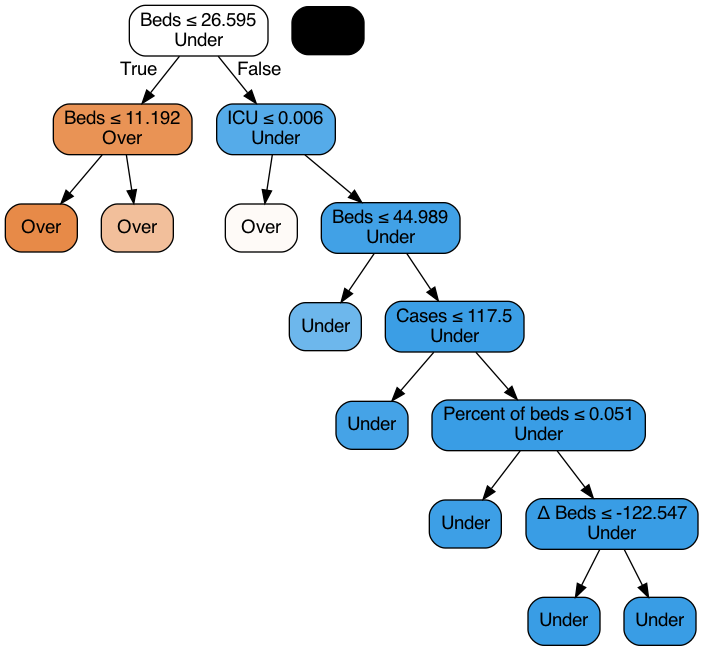 Beds ≤ 26.595
Under
True
False
Beds ≤ 11.192
Over
ICU ≤ 0.006
Under
Over
Over
Over
Beds ≤ 44.989
Under
Under
Cases ≤ 117.5
Under
Under
Percent of beds ≤ 0.051
Under
Under
Δ Beds ≤ -122.547
Under
Under
Under